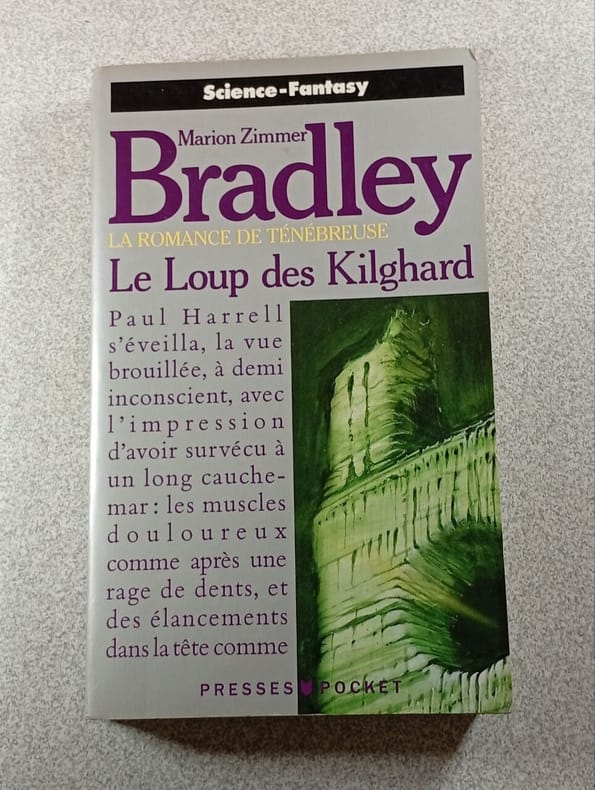 Science-Fantasy
Marion Zimmer
Bradley
LA ROMANCE DE TÉNÉBREUSE
Le Loup des Kilghard
Paul Harrell
s'éveilla, la vue
brouillée, à demi
inconscient, avec
l'impression
d'avoir survécu à
un long cauche-
mar : les muscles
douloureux
comme après une
rage de dents, et
des élancements
dans la tête comme
PRESSES POCKET